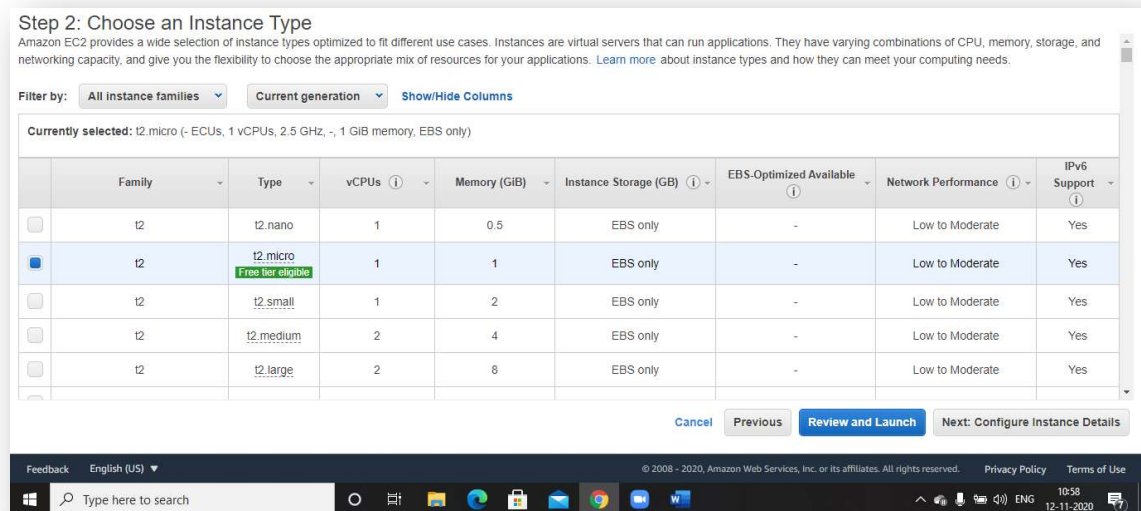 Step 2: Choose an Instance Type
Amazon EC2 provides a wide selection of instance types optimized to fit different use cases. Instances are virtual servers that can run applications. They have varying combinations of CPU, memory, storage, and
networking capacity, and give you the flexibility to choose the appropriate mix of resources for your applications. Learn more about instance types and how they can meet your computing needs.
Filter by: All instance families Current generation Show/Hide Columns
Currently selected: t2.micro (- ECUs, 1 vCPUs, 2.5 GHz, -, 1 GiB memory, EBS only)
Family Type vCPUs Memory (GiB) Instance Storage (GB) EBS-Optimized Available Network Performance IPv6 Support
t2 t2.nano 1 0.5 EBS only - Low to Moderate Yes
t2 t2.micro Free tier eligible 1 1 EBS only - Low to Moderate Yes
t2 t2.small 1 2 EBS only - Low to Moderate Yes
t2 t2.medium 2 4 EBS only - Low to Moderate Yes
t2 t2.large 2 8 EBS only - Low to Moderate Yes
Cancel Previous Review and Launch Next: Configure Instance Details
Feedback English (US) © 2008 - 2020, Amazon Web Services, Inc. or its affiliates. All rights reserved. Privacy Policy Terms of Use
Type here to search ENG 10:58
12-11-2020 7